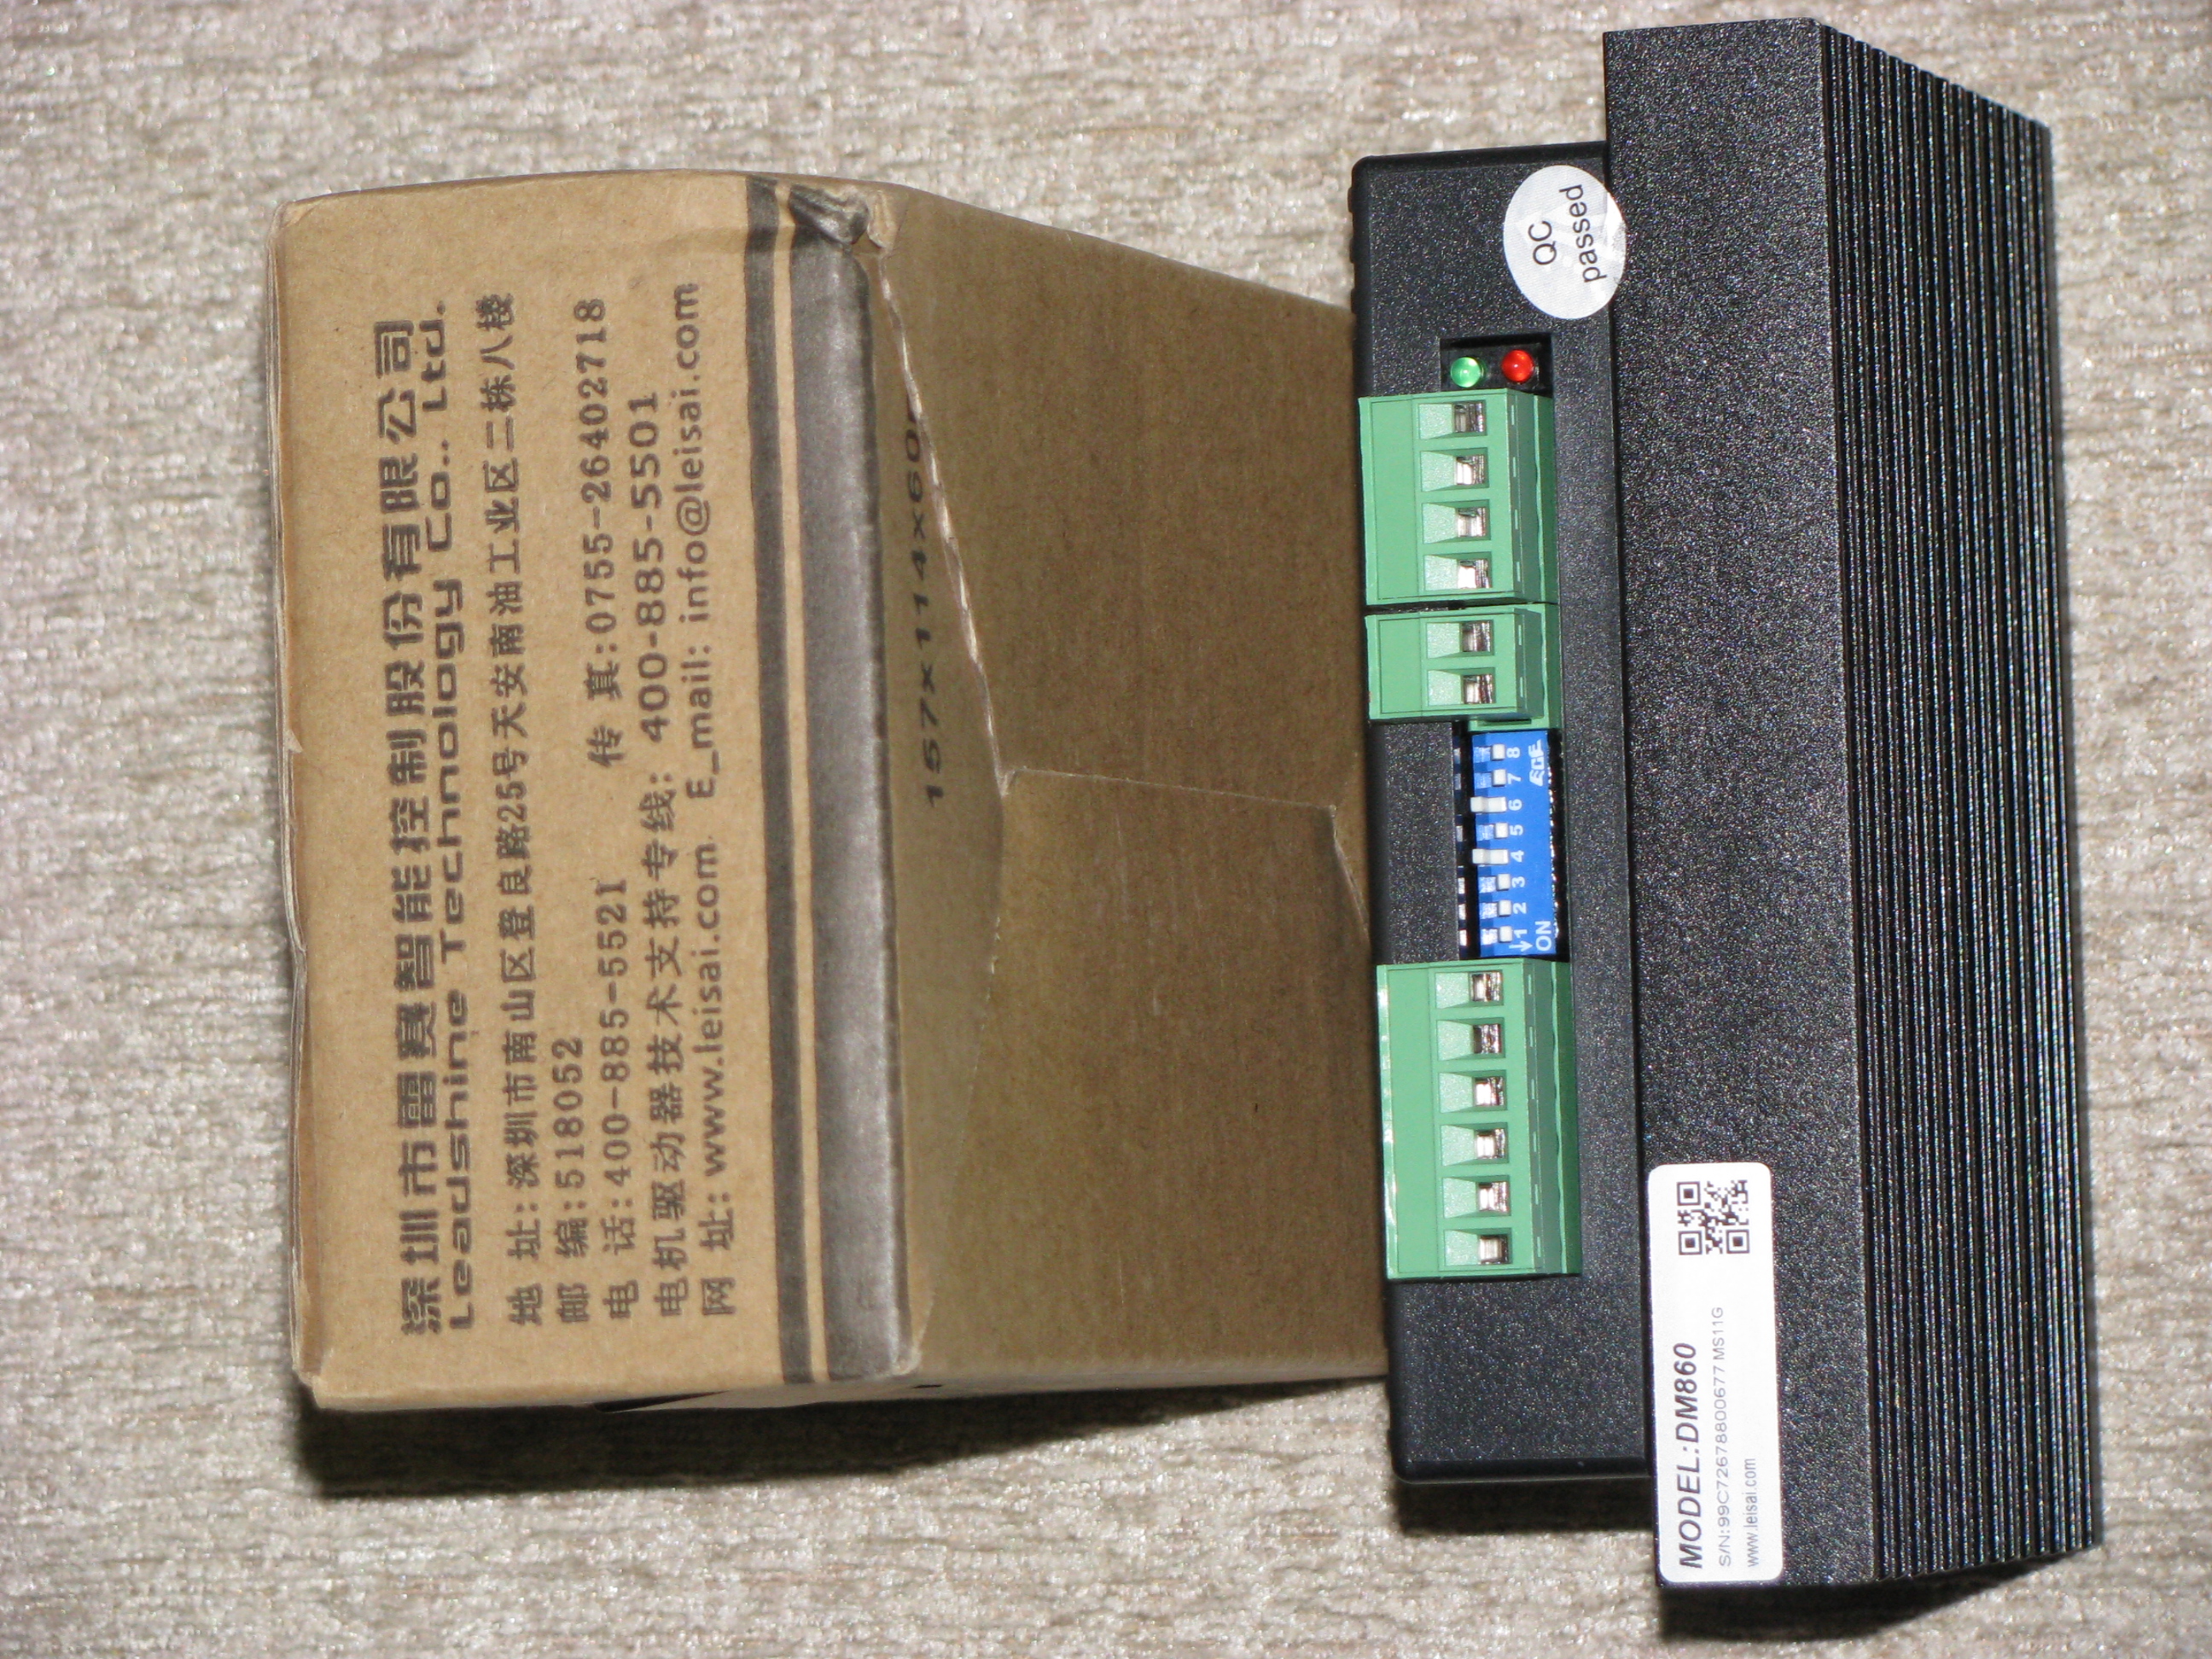 深圳市雷赛智能控制股份有限公司
Leadshine Technology Co., Ltd.
地 址:深圳市南山区登良路25号天安南油工业区二栋八楼
邮 编:5180052
电 话:400-885-5521 传 真:0755-26402718
电机驱动器技术支持专线: 400-885-5501
网 址: www.leisai.com E_mail: info@leisai.com
157x114x60
QC
passed
1 2 3 4 5 6 7 8
ON
MODEL:DM860
S/N:99C72678800677 MS11G
www.leisai.com